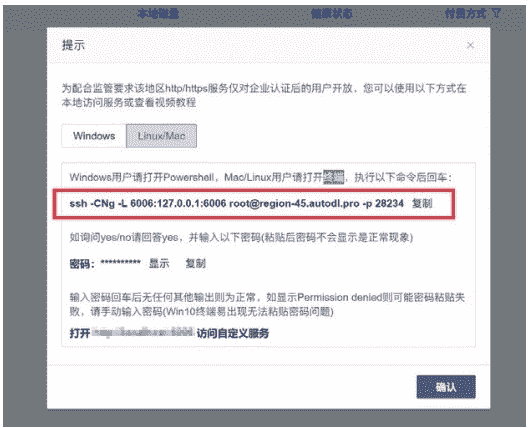 本地磁盘 健康状态 付费方式
提示
为配合监管要求该地区http/https服务仅对企业认证后的用户开放，您可以使用以下方式在
本地访问服务或查看视频教程
Windows Linux/Mac
Windows用户请打开Powershell，Mac/Linux用户请打开终端，执行以下命令后回车：
ssh -CNg -L 6006:127.0.0.1:6006 root@region-45.autodl.pro -p 28234 复制
如询问yes/no请回答yes，并输入以下密码(粘贴后密码不会显示是正常现象)
密码: ********** 显示 复制
输入密码回车后无任何其他输出则为正常，如显示Permission denied则可能密码粘贴失
败，请手动输入密码(Win10终端易出现无法粘贴密码问题)
打开 访问自定义服务
确认